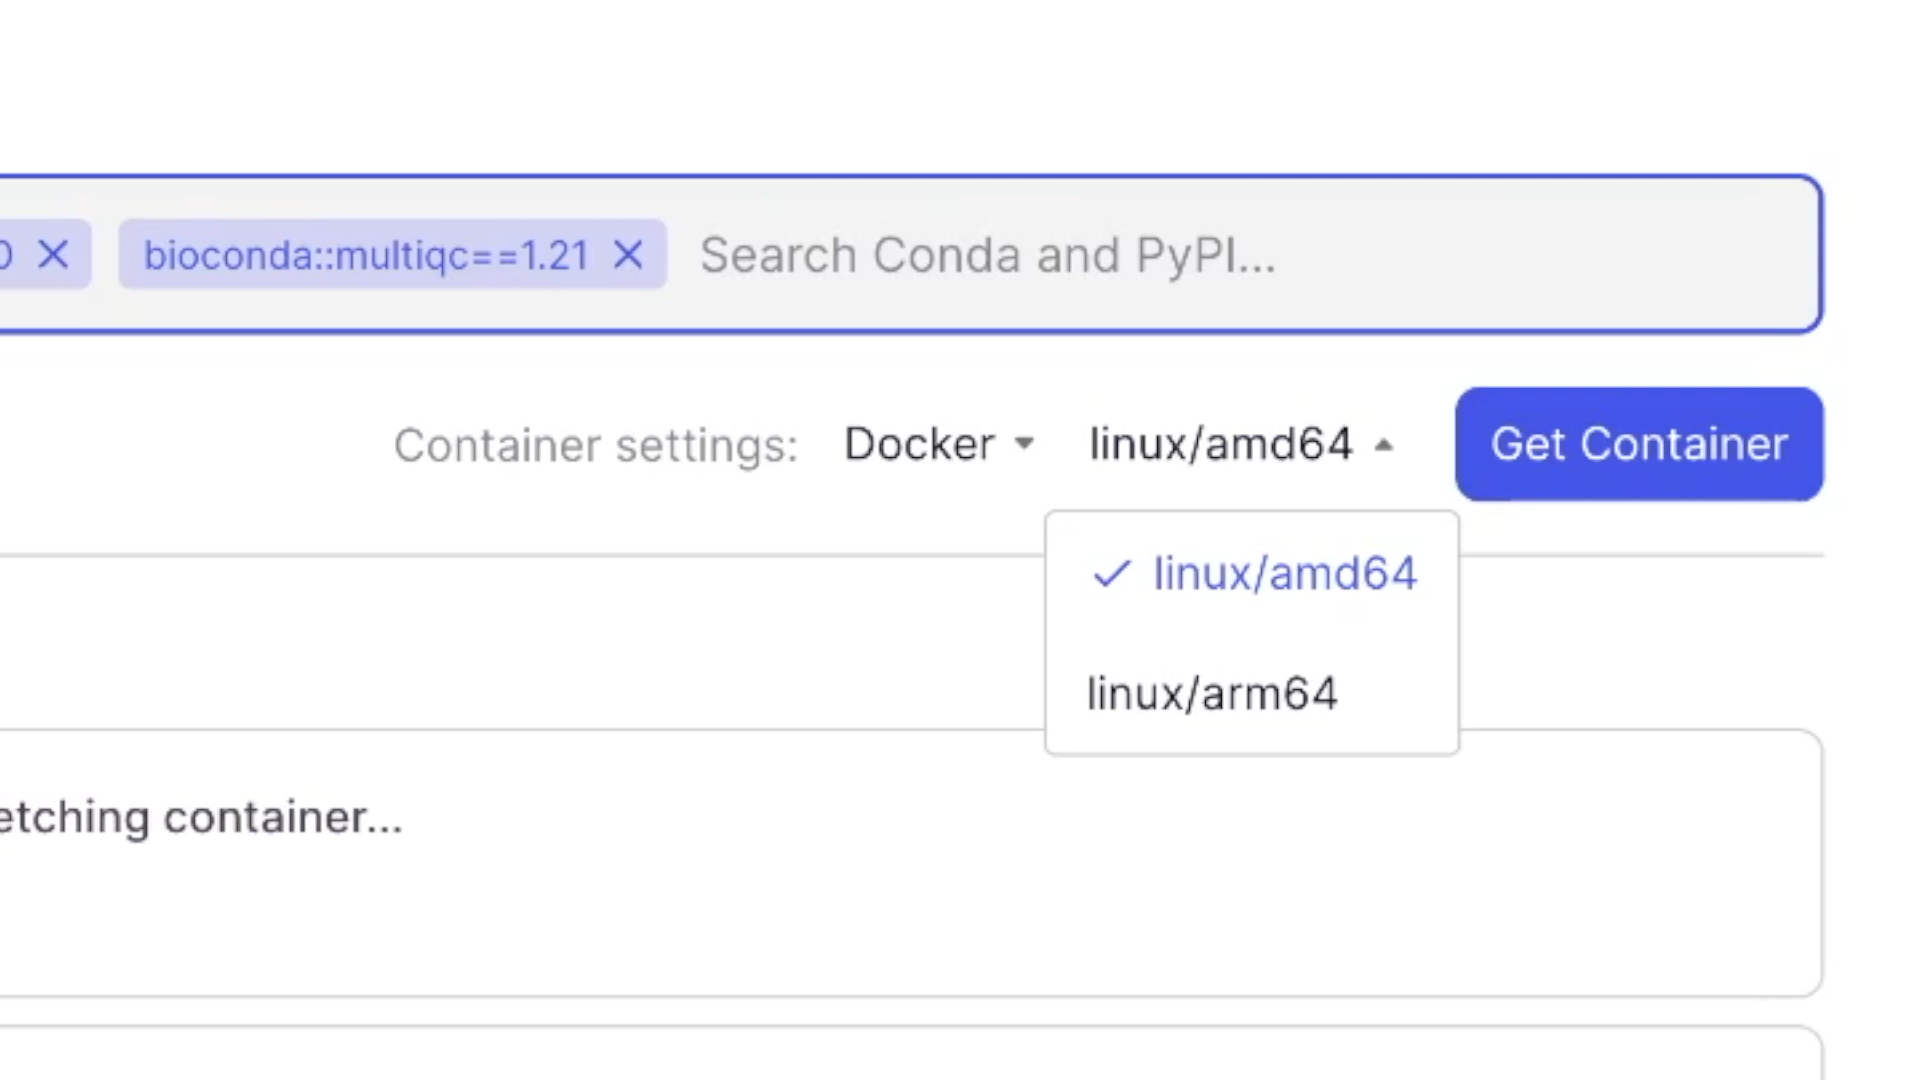 0 bioconda::multiqc==1.21 Search Conda and PyPI...
Container settings: Docker linux/amd64 Get Container
linux/amd64
linux/arm64
etching container...